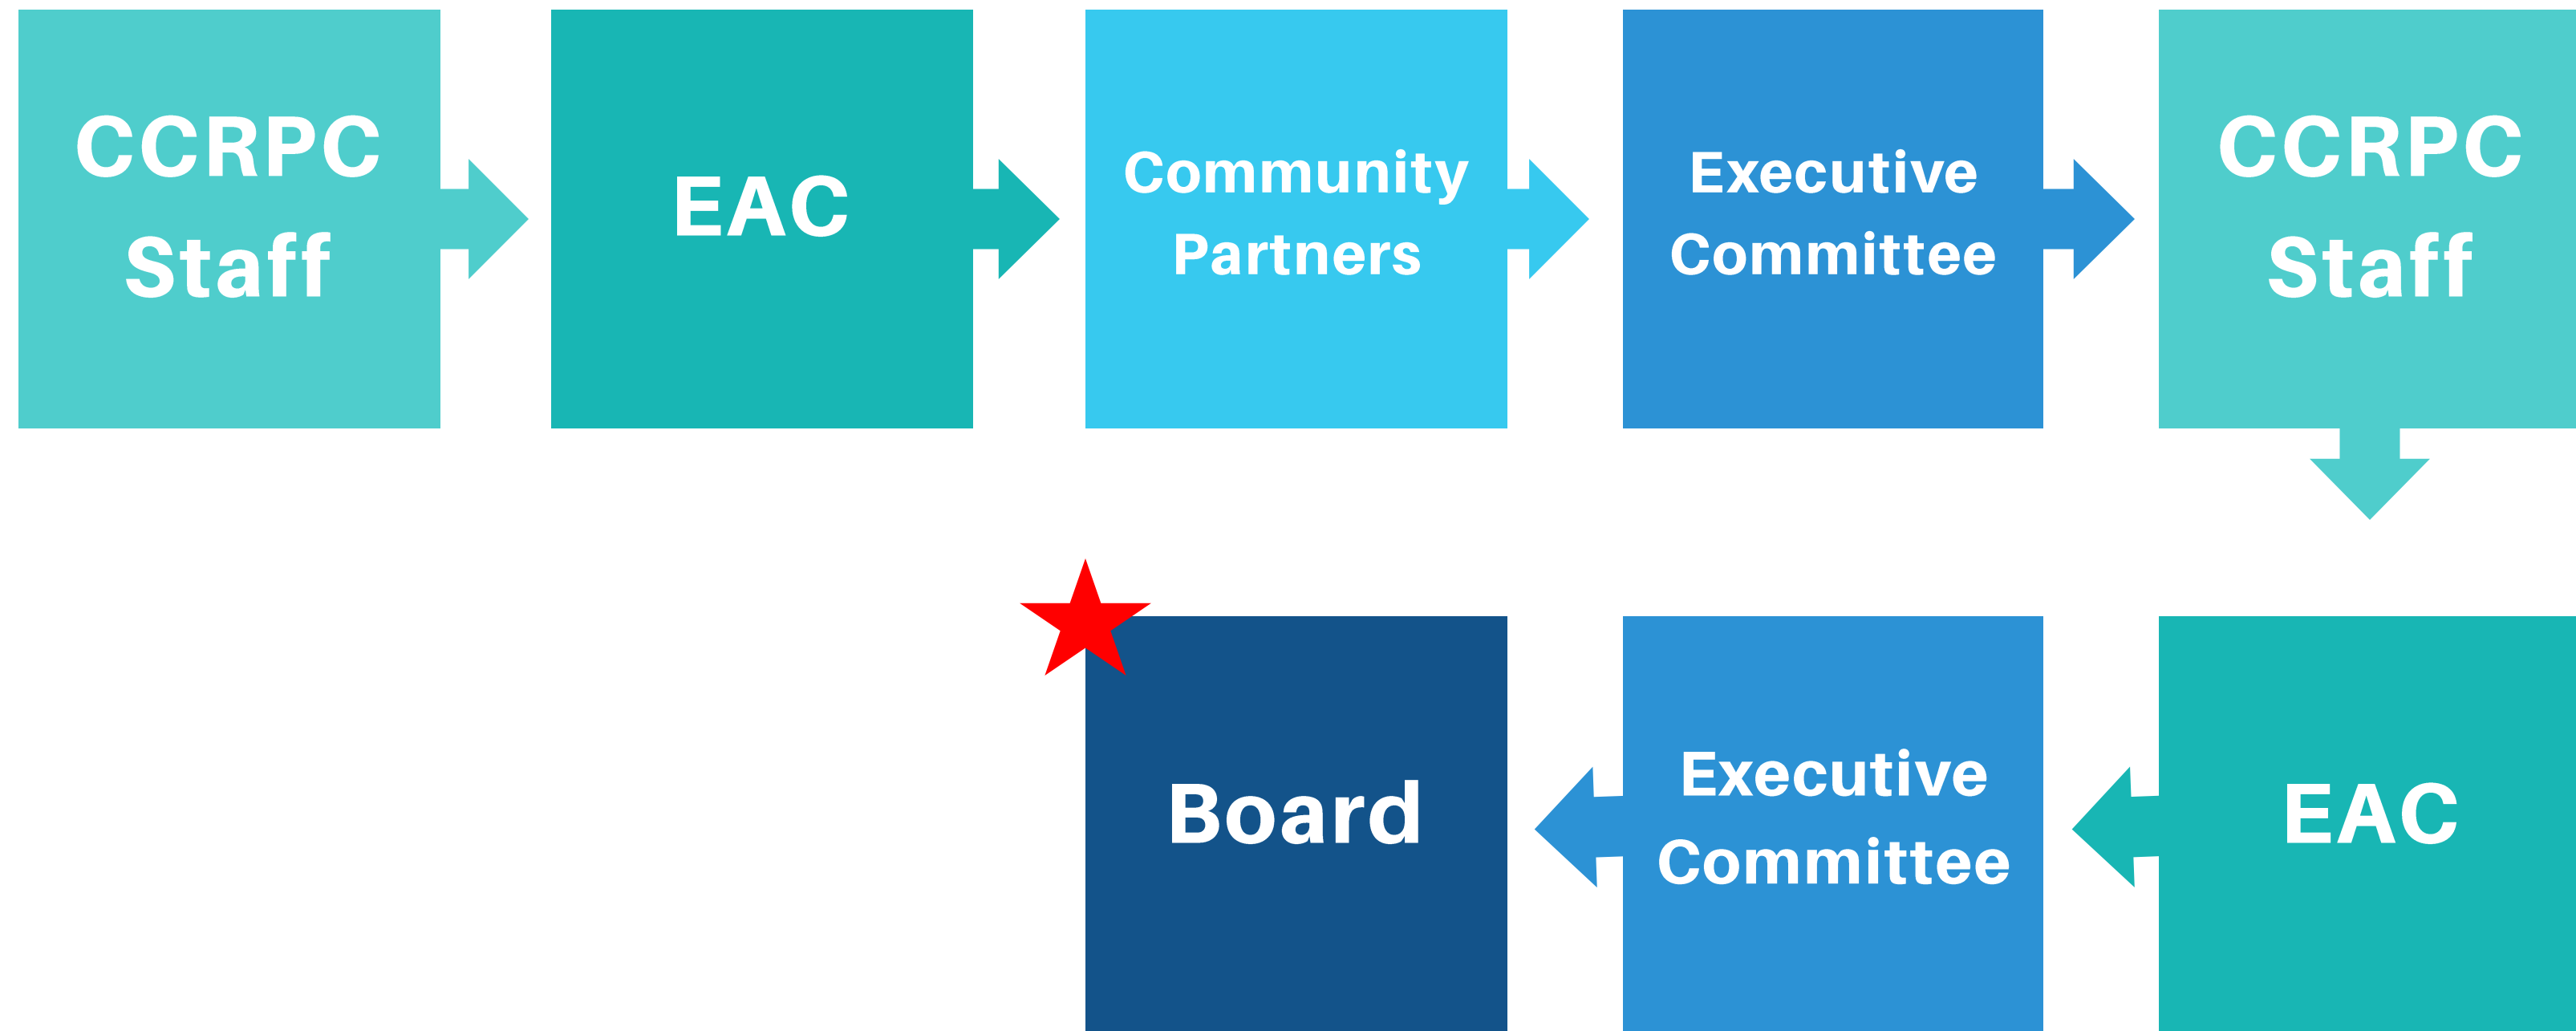 CCRPC
Staff
EAC
Community
Partners
Executive
Committee
CCRPC
Staff
EAC
Executive
Committee
Board